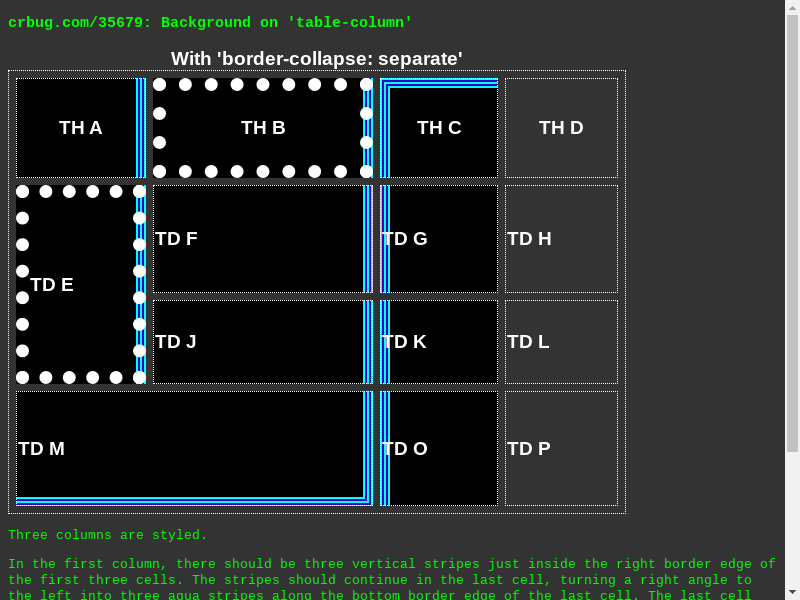 crbug.com/35679: Background on 'table-column'
With 'border-collapse: separate'
TH A TH B TH C TH D
TD E TD F TD G TD H
TD J TD K TD L
TD M TD O TD P
Three columns are styled.
In the first column, there should be three vertical stripes just inside the right border edge of
the first three cells. The stripes should continue in the last cell, turning a right angle to
the left into three aqua stripes along the bottom border edge of the last cell. The last cell